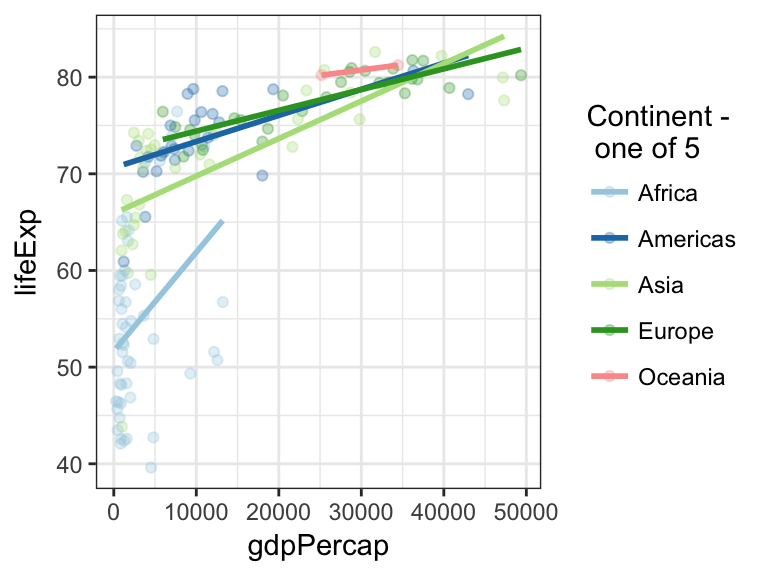 lifeExp
80
70
60
50
40
0 10000 20000 30000 40000 50000
gdpPercap
Continent -
one of 5
Africa
Americas
Asia
Europe
Oceania